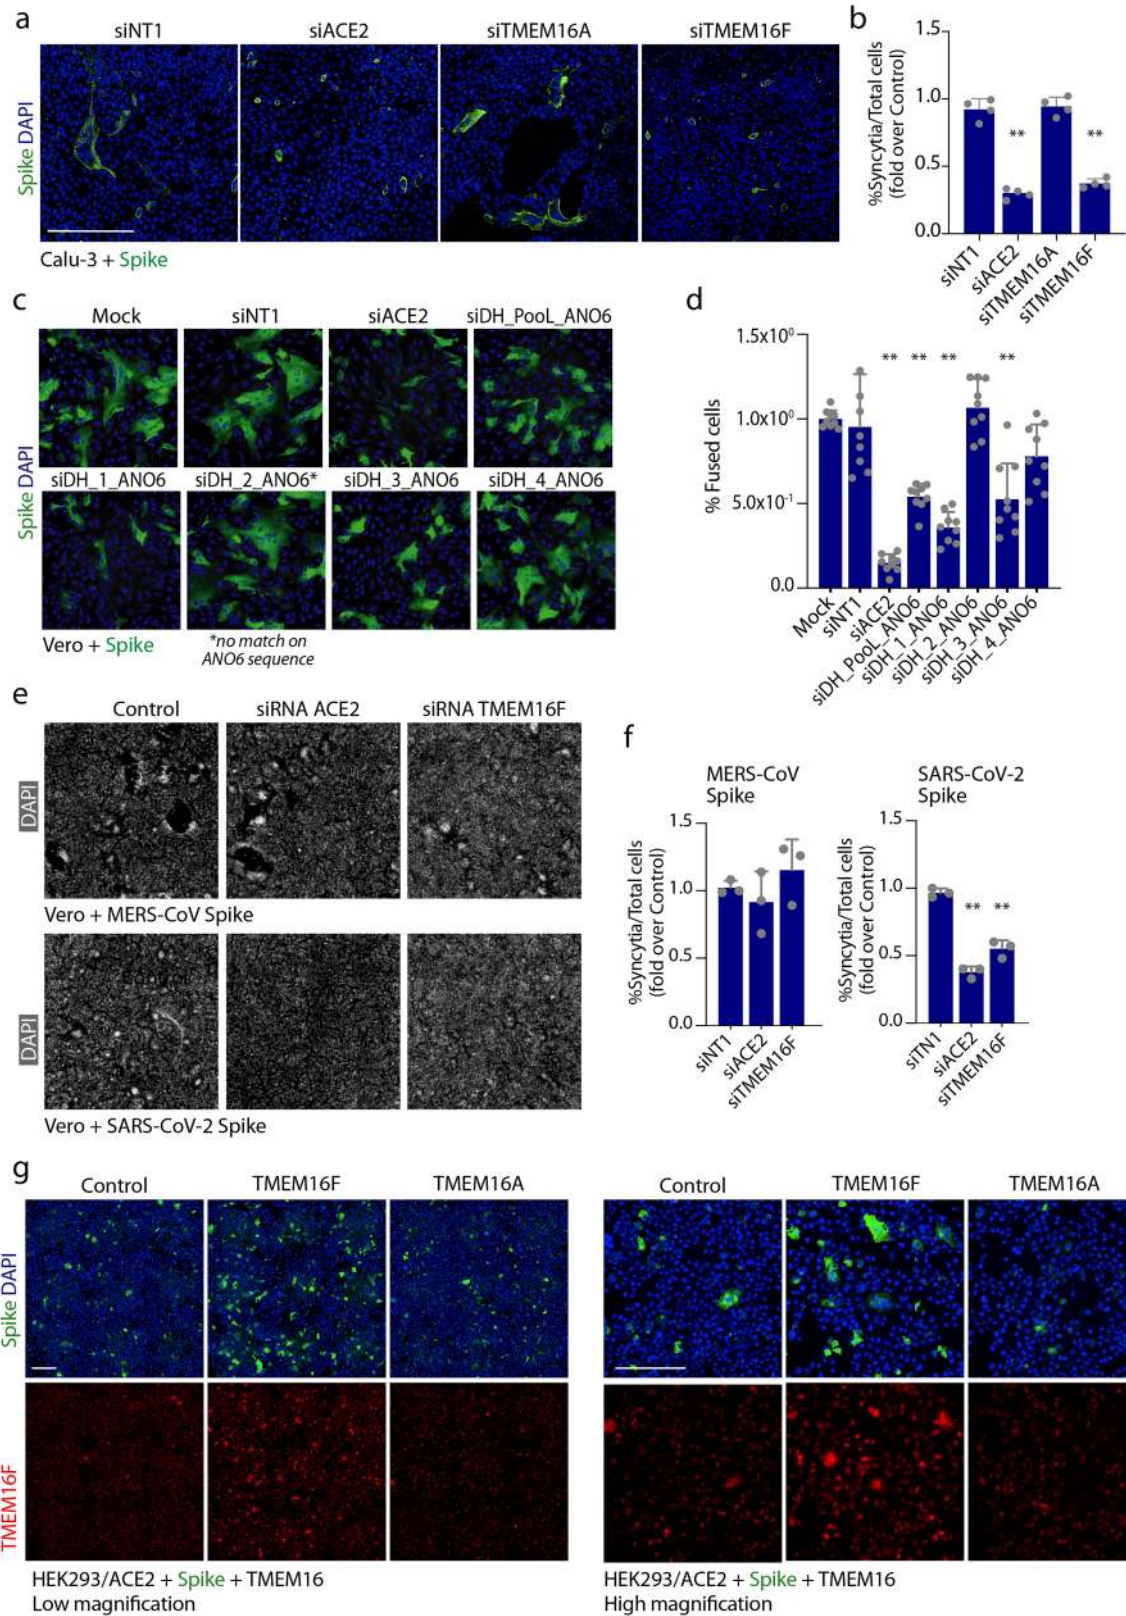 a
siNT1
siACE2
siTMEM16A
siTMEM16F
Spike DAPI
Calu-3 + Spike
b
%Syncytia/Total cells
(fold over Control)
1.5
1.0
0.5
0.0
siNT1
siACE2
siTMEM16A
siTMEM16F
**
**
c
Mock
siNT1
siACE2
siDH_PooL_ANO6
Spike DAPI
siDH_1_ANO6
siDH_2_ANO6*
siDH_3_ANO6
siDH_4_ANO6
Vero + Spike
*no match on
ANO6 sequence
d
% Fused cells
1.5x10⁰
1.0x10⁰
5.0x10⁻¹
0.0
** ** ** **
Mock
siNT1
siACE2
siDH_PooL_ANO6
siDH_1_ANO6
siDH_2_ANO6
siDH_3_ANO6
siDH_4_ANO6
e
Control
siRNA ACE2
siRNA TMEM16F
DAPI
Vero + MERS-CoV Spike
DAPI
Vero + SARS-CoV-2 Spike
f
MERS-CoV
Spike
%Syncytia/Total cells
(fold over Control)
1.5
1.0
0.5
0.0
siNT1
siACE2
siTMEM16F
SARS-CoV-2
Spike
%Syncytia/Total cells
(fold over Control)
1.5
1.0
0.5
0.0
** **
siTN1
siACE2
siTMEM16F
g
Control
TMEM16F
TMEM16A
Spike DAPI
TMEM16F
HEK293/ACE2 + Spike + TMEM16
Low magnification
Control
TMEM16F
TMEM16A
HEK293/ACE2 + Spike + TMEM16
High magnification